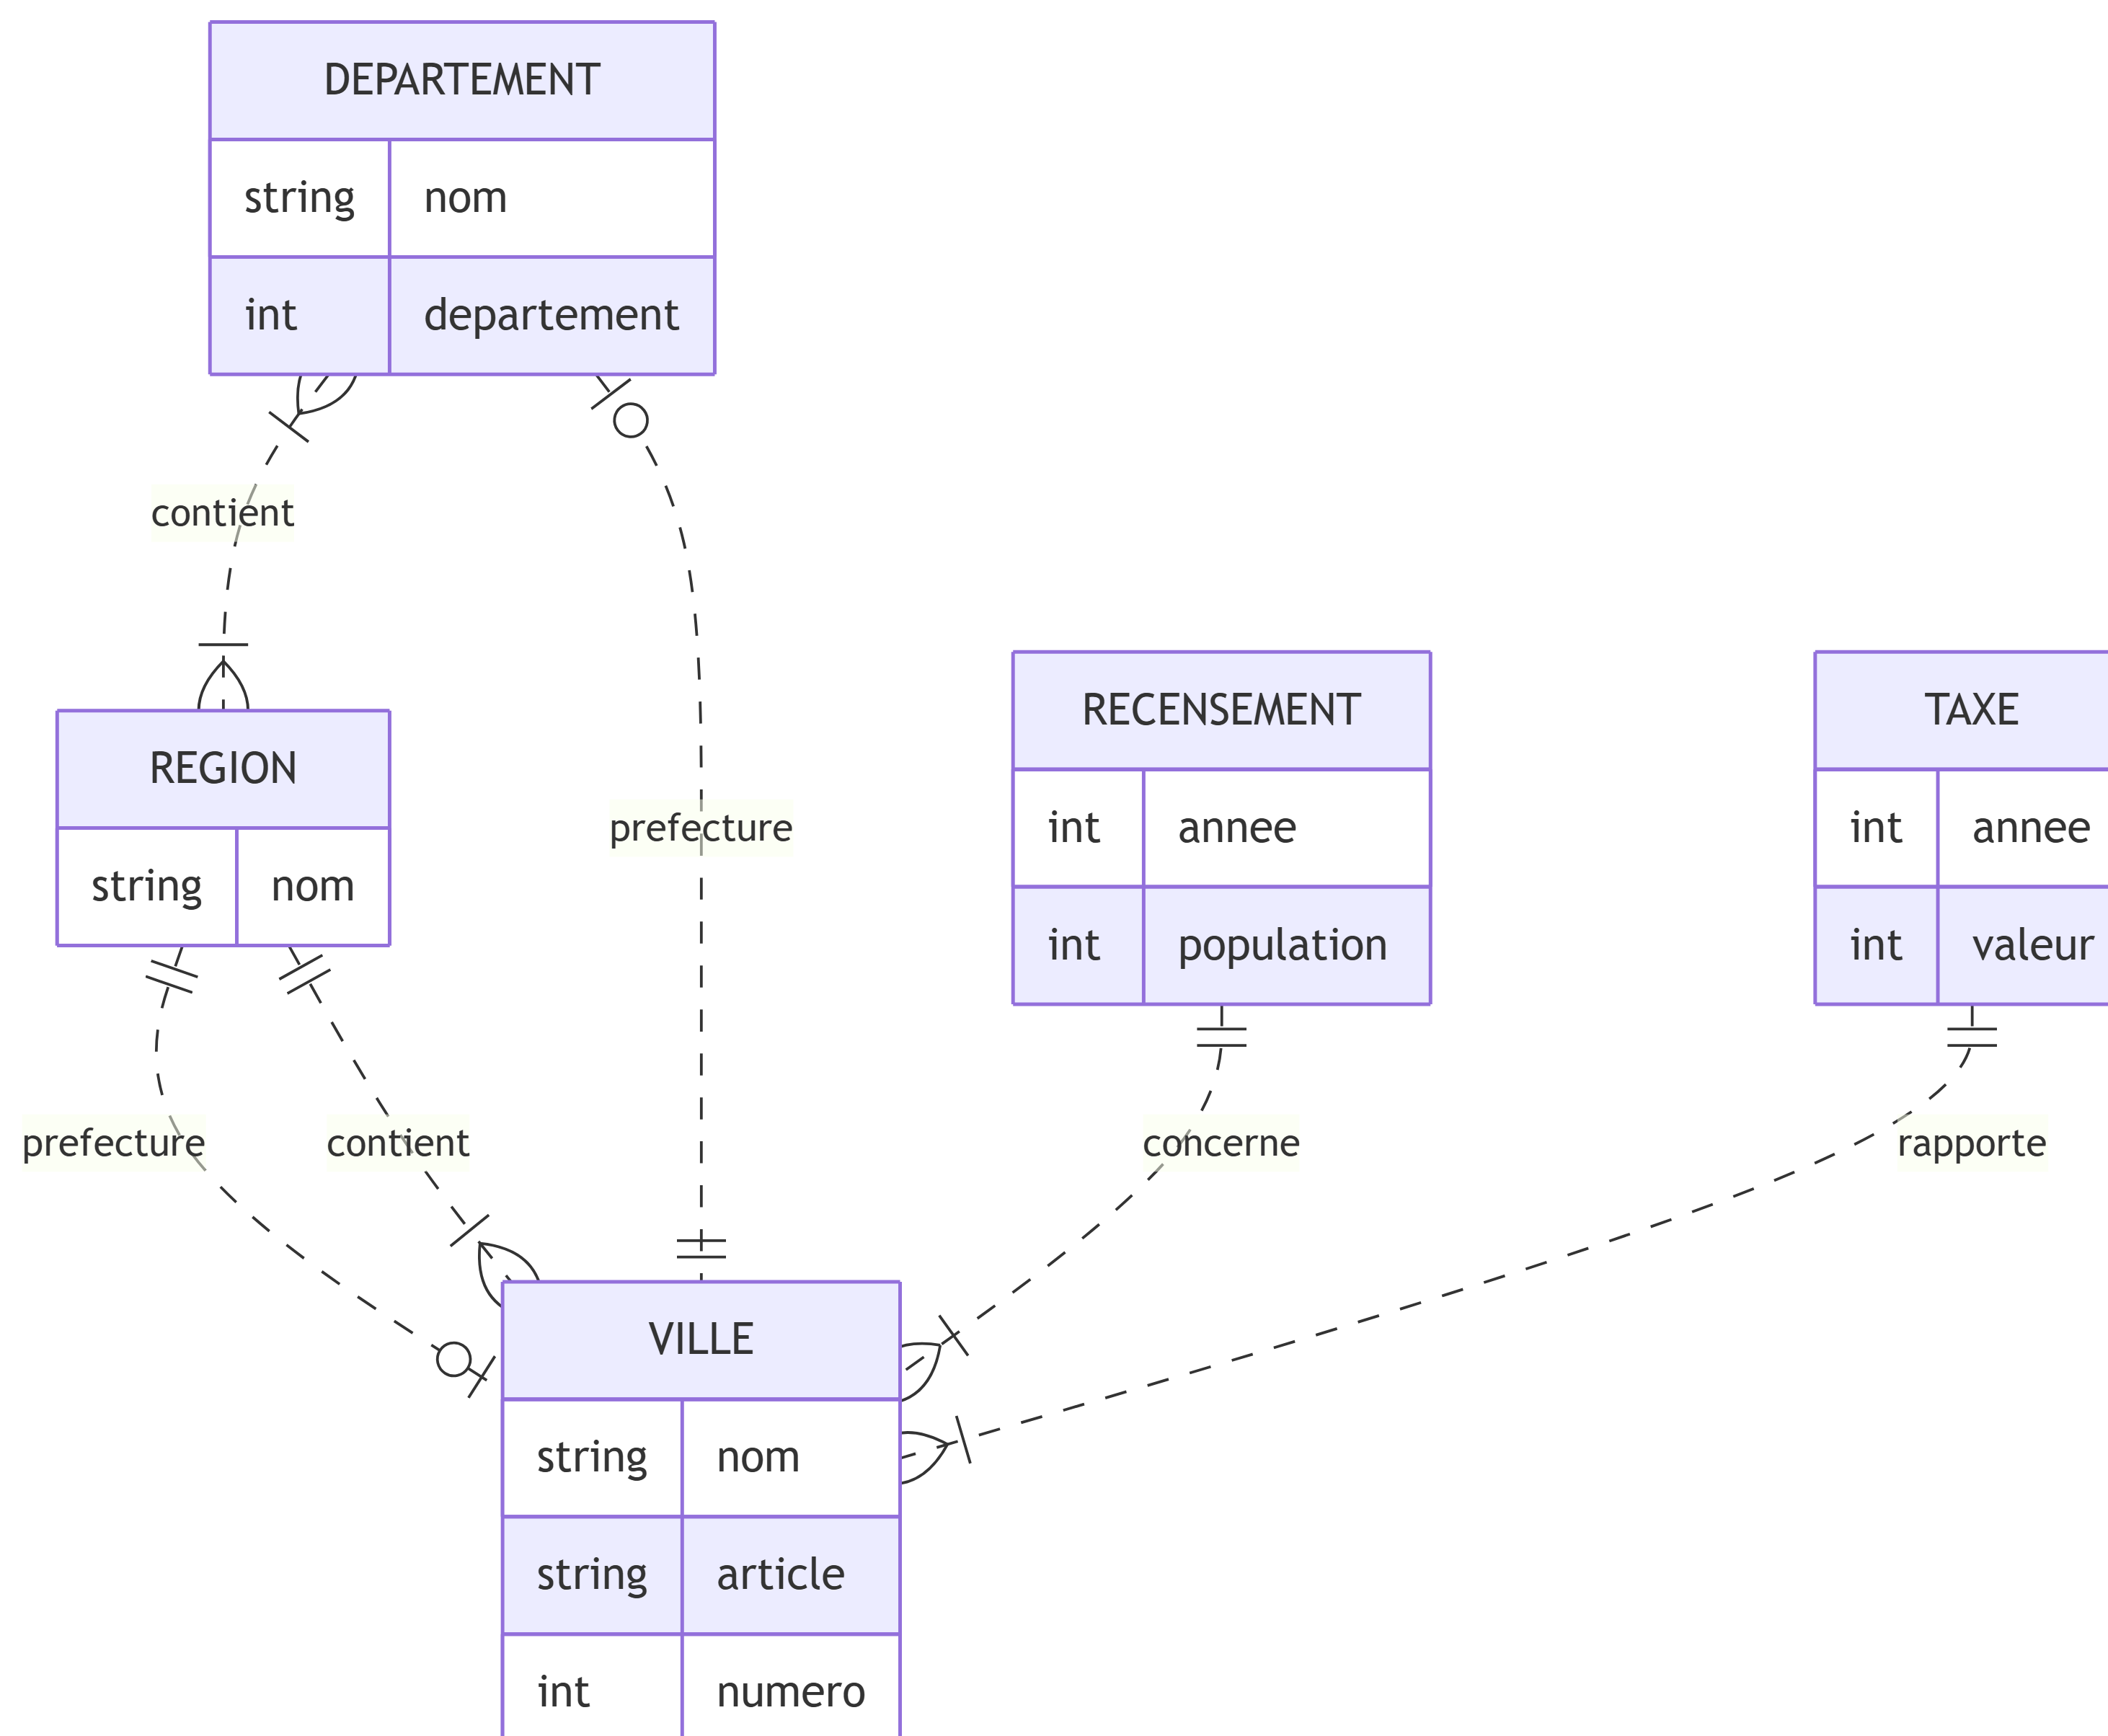 DEPARTEMENT
string nom
int departement
contient
REGION
string nom
prefecture
RECENSEMENT
int annee
int population
TAXE
int annee
int valeur
prefecture
contient
concerne
rapporte
VILLE
string nom
string article
int numero